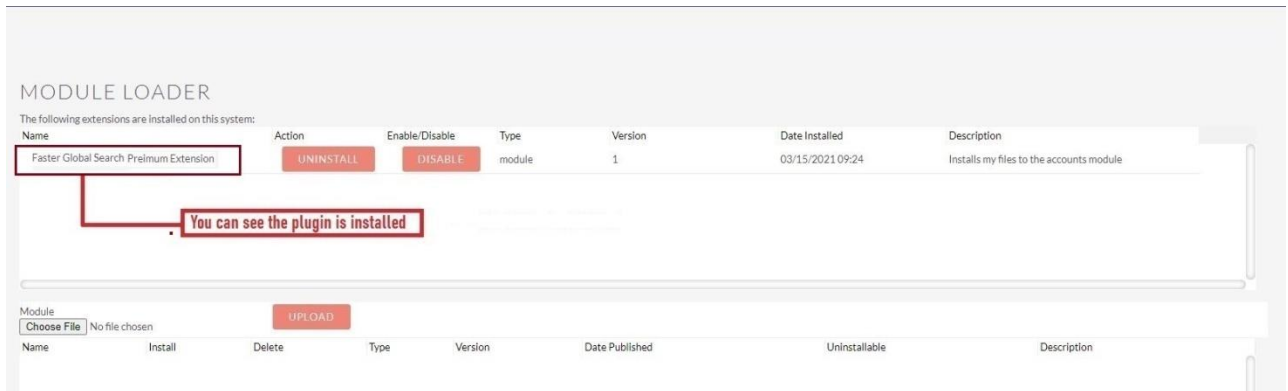 MODULE LOADER
The following extensions are installed on this system:
Name Action Enable/Disable Type Version Date Installed Description
Faster Global Search Preimum Extension UNINSTALL DISABLE module 1 03/15/2021 09:24 Installs my files to the accounts module
You can see the plugin is installed
Module
Choose File No file chosen UPLOAD
Name Install Delete Type Version Date Published Uninstallable Description